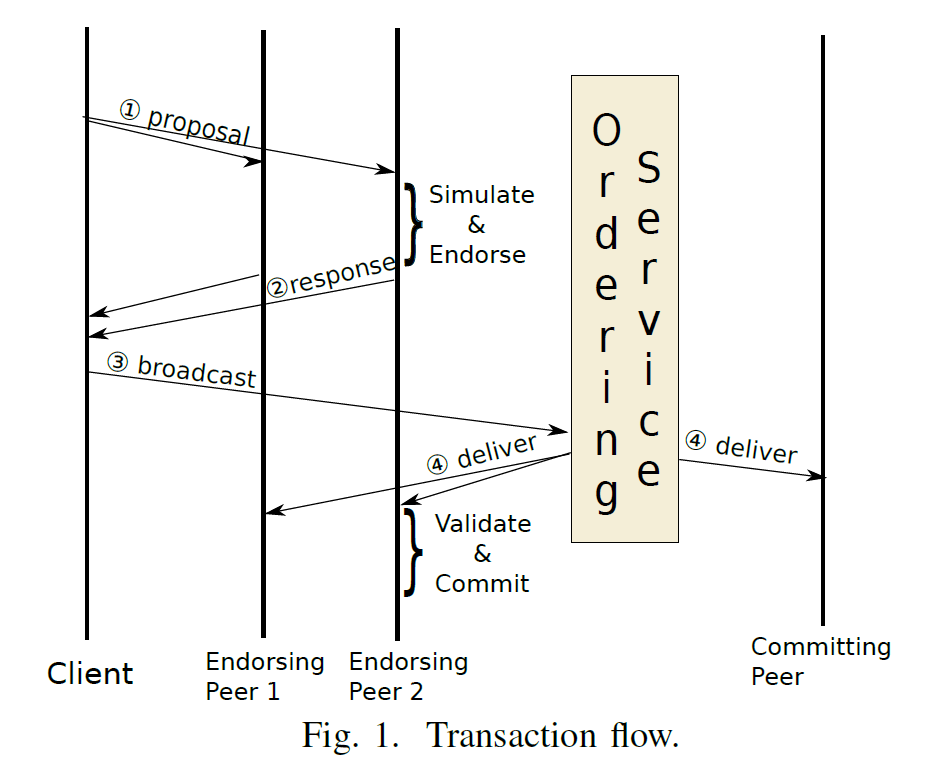 ① proposal
Simulate
&
Endorse
②response
③ broadcast
Ordering
Service
④ deliver
④ deliver
Validate
&
Commit
Client
Endorsing
Peer 1
Endorsing
Peer 2
Committing
Peer
Fig. 1. Transaction flow.